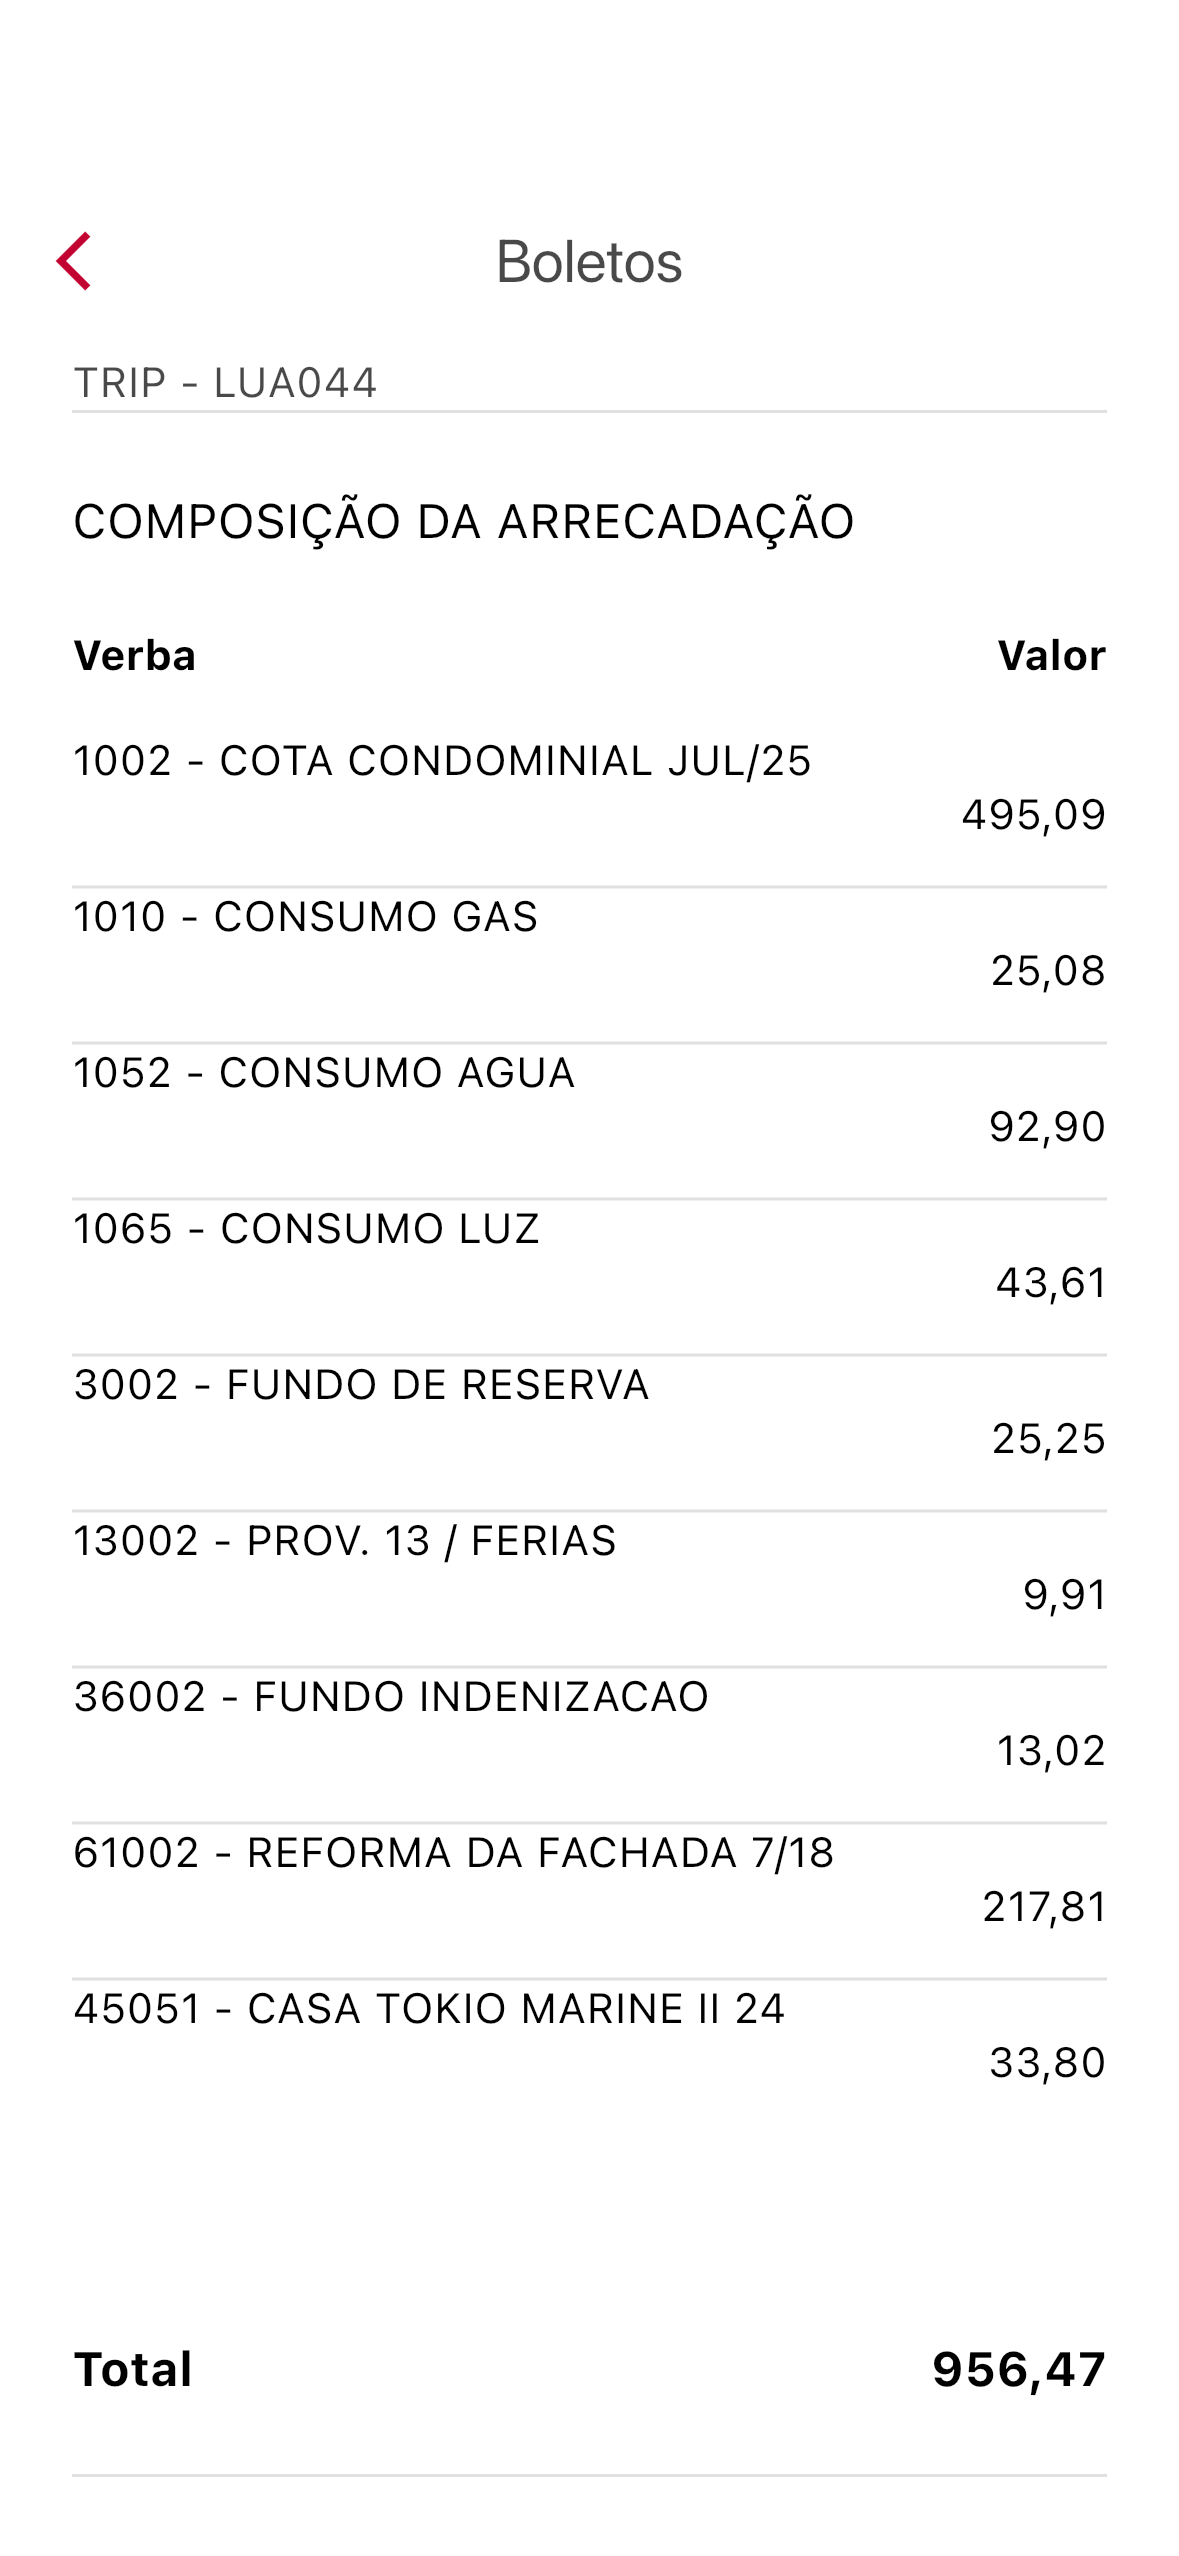 Boletos
TRIP - LUA044
COMPOSIÇÃO DA ARRECADAÇÃO
Verba Valor
1002 - COTA CONDOMINIAL JUL/25
495,09
1010 - CONSUMO GAS
25,08
1052 - CONSUMO AGUA
92,90
1065 - CONSUMO LUZ
43,61
3002 - FUNDO DE RESERVA
25,25
13002 - PROV. 13 / FERIAS
9,91
36002 - FUNDO INDENIZACAO
13,02
61002 - REFORMA DA FACHADA 7/18
217,81
45051 - CASA TOKIO MARINE II 24
33,80
Total 956,47